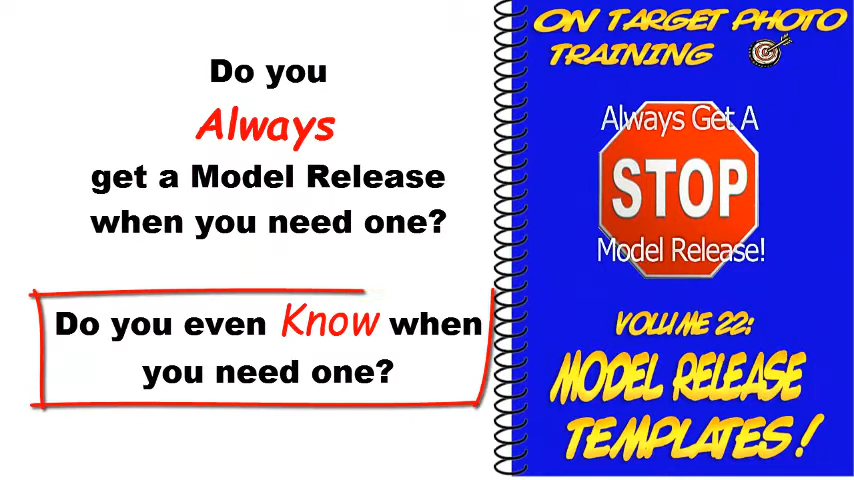 Do you
Always
get a Model Release
when you need one?
Do you even Know when
you need one?
ON TARGET PHOTO
TRAINING
Always Get A
STOP
Model Release!
VOLUME 22:
MODEL RELEASE
TEMPLATES!